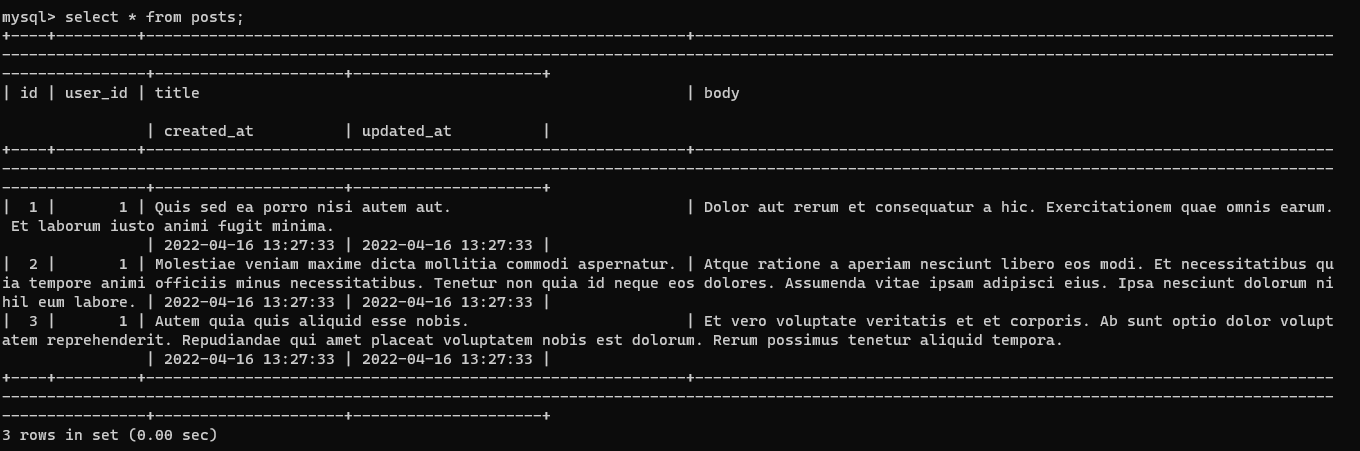 mysql> select * from posts;
+----+---------+------------------------------------------------------------+-----------------------------------------------------------------------
----------------------------------------------------------------------------------------------------------------------------------------------------
----------------+---------------------+---------------------+
| id | user_id | title                                                      | body
                | created_at          | updated_at          |
+----+---------+------------------------------------------------------------+-----------------------------------------------------------------------
----------------------------------------------------------------------------------------------------------------------------------------------------
----------------+---------------------+---------------------+
|  1 |       1 | Quis sed ea porro nisi autem aut.                          | Dolor aut rerum et consequatur a hic. Exercitationem quae omnis earum.
 Et laborum iusto animi fugit minima.
                | 2022-04-16 13:27:33 | 2022-04-16 13:27:33 |
|  2 |       1 | Molestiae veniam maxime dicta mollitia commodi aspernatur. | Atque ratione a aperiam nesciunt libero eos modi. Et necessitatibus qu
ia tempore animi officiis minus necessitatibus. Tenetur non quia id neque eos dolores. Assumenda vitae ipsam adipisci eius. Ipsa nesciunt dolorum ni
hil eum labore. | 2022-04-16 13:27:33 | 2022-04-16 13:27:33 |
|  3 |       1 | Autem quia quis aliquid esse nobis.                        | Et vero voluptate veritatis et et corporis. Ab sunt optio dolor volupt
atem reprehenderit. Repudiandae qui amet placeat voluptatem nobis est dolorum. Rerum possimus tenetur aliquid tempora.
                | 2022-04-16 13:27:33 | 2022-04-16 13:27:33 |
+----+---------+------------------------------------------------------------+-----------------------------------------------------------------------
----------------------------------------------------------------------------------------------------------------------------------------------------
----------------+---------------------+---------------------+
3 rows in set (0.00 sec)